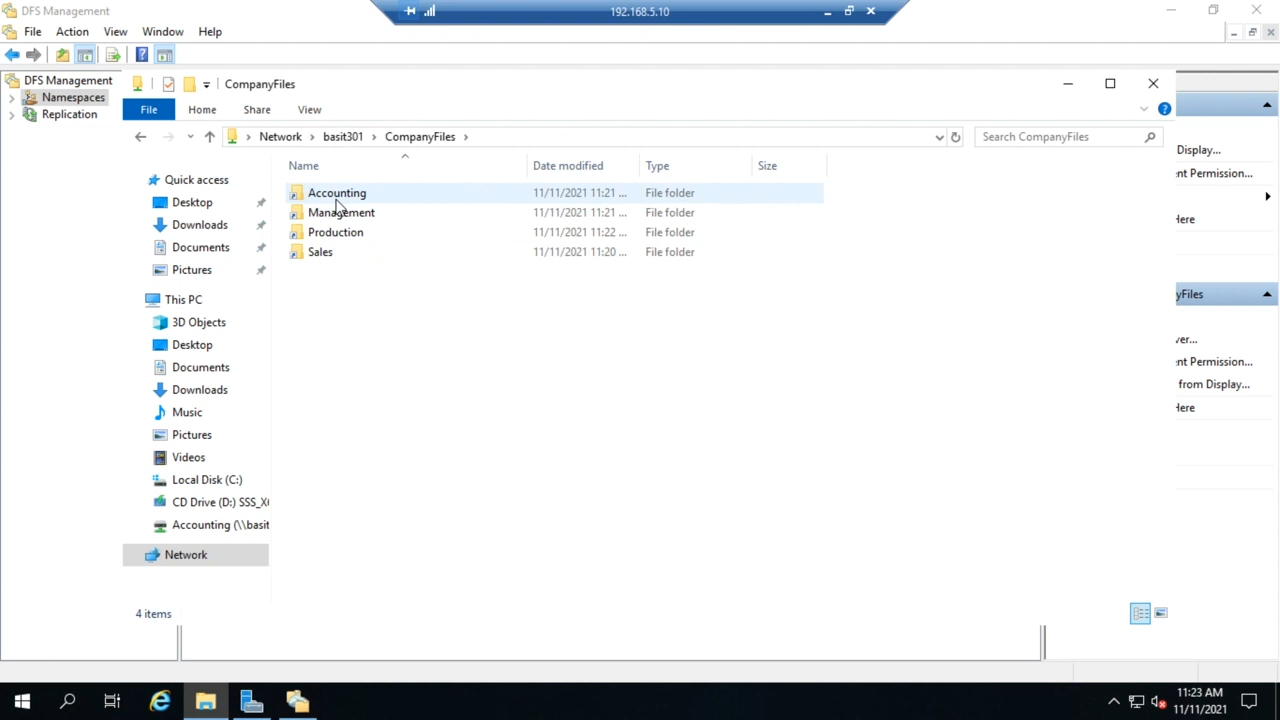 DFS Management
192.168.5.10
File Action View Window Help
DFS Management
Namespaces
Replication
CompanyFiles
File Home Share View
Network basit301 CompanyFiles
Search CompanyFiles
Name Date modified Type Size
Accounting 11/11/2021 11:21 ... File folder
Management 11/11/2021 11:21 ... File folder
Production 11/11/2021 11:22 ... File folder
Sales 11/11/2021 11:20 ... File folder
Quick access
Desktop
Downloads
Documents
Pictures
This PC
3D Objects
Desktop
Documents
Downloads
Music
Pictures
Videos
Local Disk (C:)
CD Drive (D:) SSS_X(
Accounting (\\basit
Network
4 items
Display...
nt Permission...
Here
yFiles
ver...
nt Permission...
from Display...
Here
11:23 AM
11/11/2021